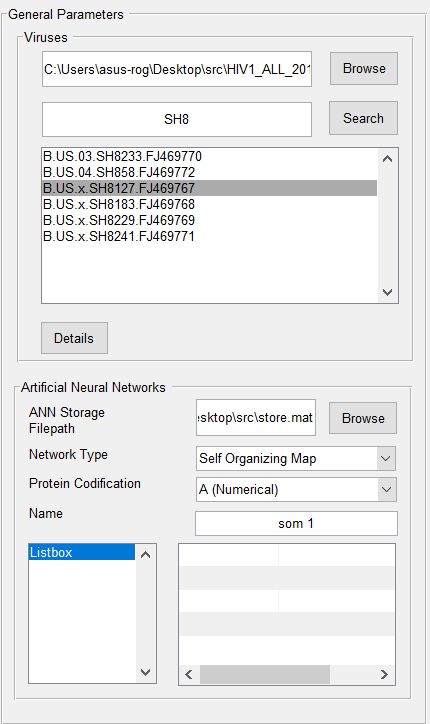 General Parameters
Viruses
C:\Users\asus-rog\Desktop\src\HIV1_ALL_201
Browse
SH8
Search
B.US.03.SH8233.FJ469770
B.US.04.SH858.FJ469772
B.US.x.SH8127.FJ469767
B.US.x.SH8183.FJ469768
B.US.x.SH8229.FJ469769
B.US.x.SH8241.FJ469771
Details
Artificial Neural Networks
ANN Storage
Filepath
esktop\src\store.mat
Browse
Network Type
Self Organizing Map
Protein Codification
A (Numerical)
Name
som 1
Listbox